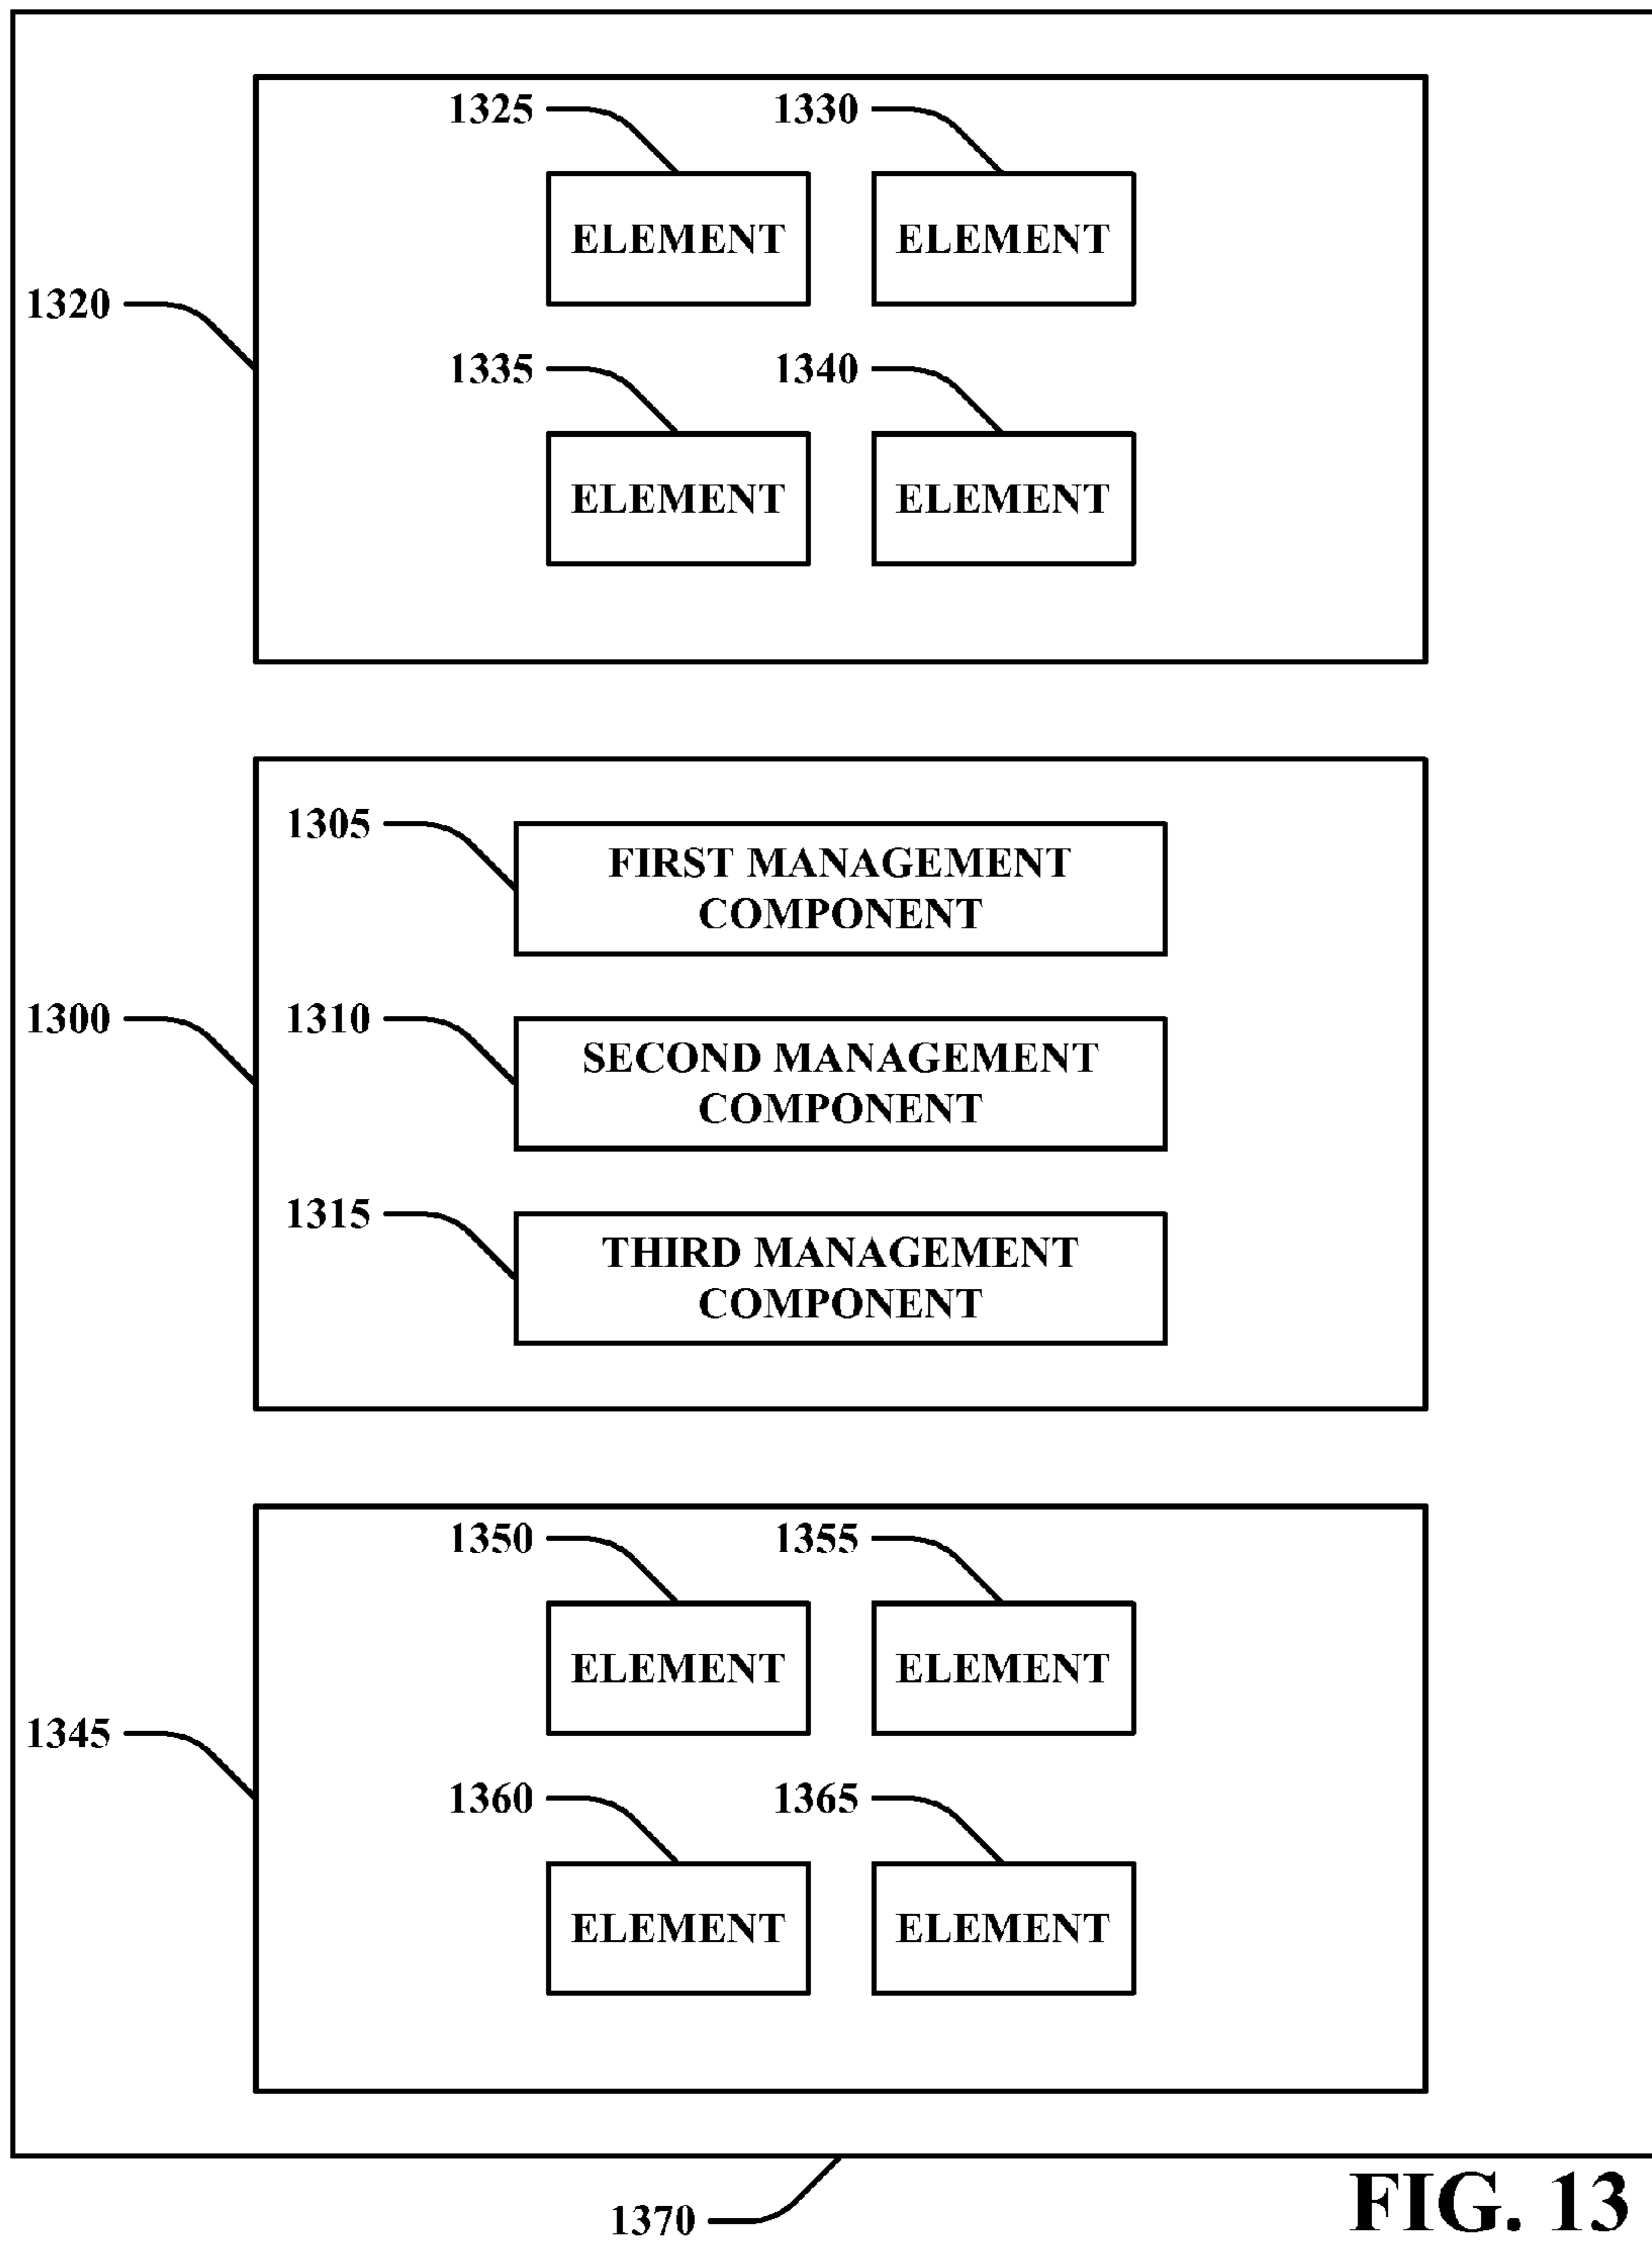 1325 1330
ELEMENT ELEMENT
1320
1335 1340
ELEMENT ELEMENT
1305
FIRST MANAGEMENT
COMPONENT
1300 1310
SECOND MANAGEMENT
COMPONENT
1315
THIRD MANAGEMENT
COMPONENT
1350 1355
ELEMENT ELEMENT
1345
1360 1365
ELEMENT ELEMENT
1370
FIG. 13